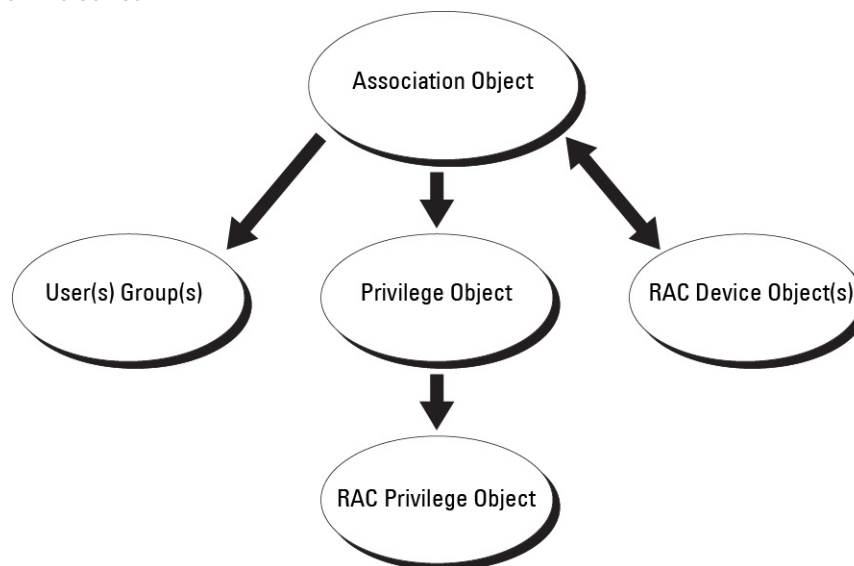 Association Object
User(s) Group(s)
Privilege Object
RAC Device Object(s)
RAC Privilege Object